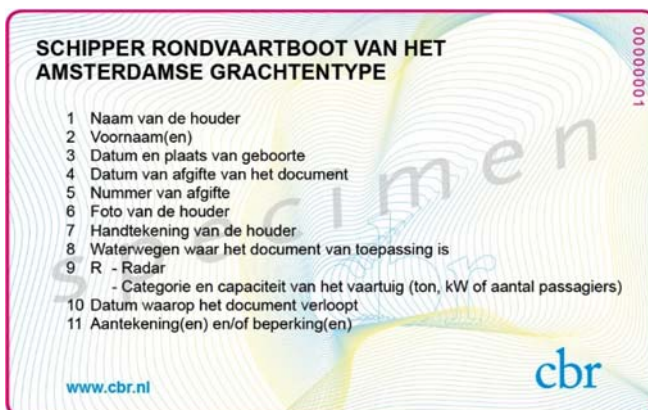 SCHIPPER RONDVAARTBOOT VAN HET
AMSTERDAMSE GRACHTENTYPE
00000001
1 Naam van de houder
2 Voornaam(en)
3 Datum en plaats van geboorte
4 Datum van afgifte van het document
5 Nummer van afgifte
6 Foto van de houder
7 Handtekening van de houder
8 Waterwegen waar het document van toepassing is
9 R - Radar
- Categorie en capaciteit van het vaartuig (ton, kW of aantal passagiers)
10 Datum waarop het document verloopt
11 Aantekening(en) en/of beperking(en)
specimen
cbr
www.cbr.nl
cbr